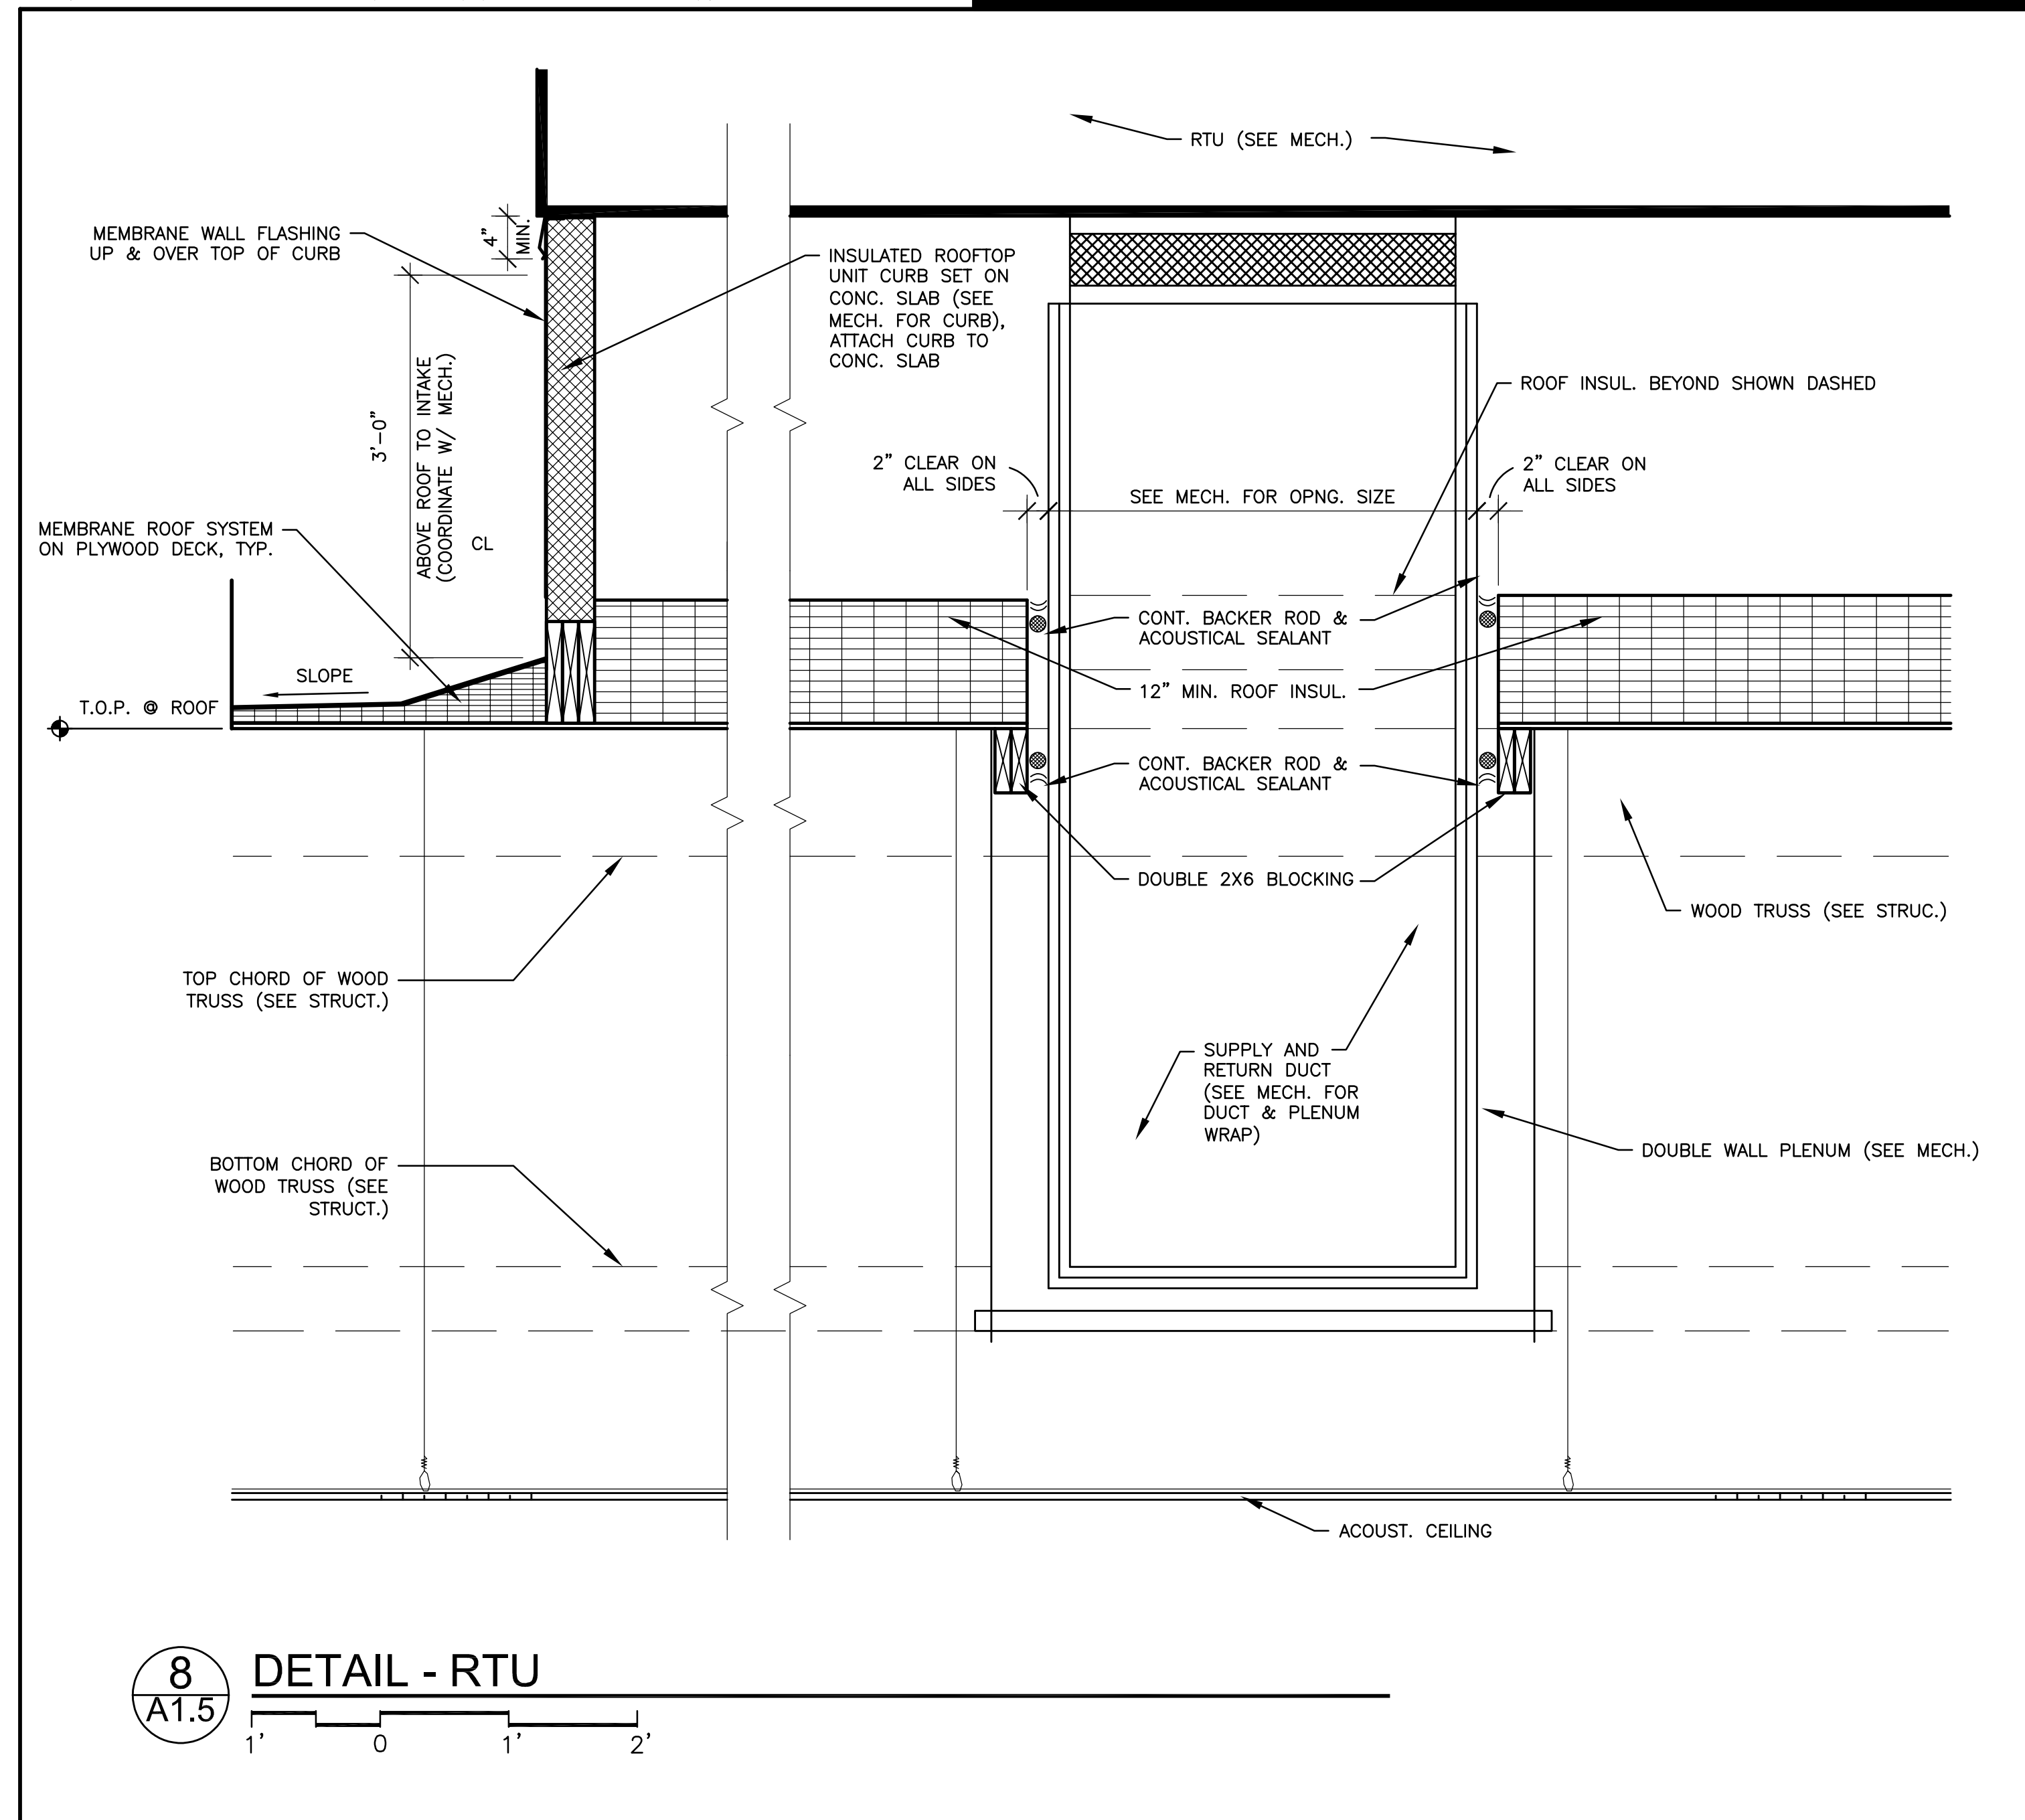 RTU (SEE MECH.)
MEMBRANE WALL FLASHING
UP & OVER TOP OF CURB
4"
MIN.
INSULATED ROOFTOP
UNIT CURB SET ON
CONC. SLAB (SEE
MECH. FOR CURB),
ATTACH CURB TO
CONC. SLAB
3'-0"
ABOVE ROOF TO INTAKE
(COORDINATE W/ MECH.)
CL
ROOF INSUL. BEYOND SHOWN DASHED
2" CLEAR ON
ALL SIDES
SEE MECH. FOR OPNG. SIZE
2" CLEAR ON
ALL SIDES
MEMBRANE ROOF SYSTEM
ON PLYWOOD DECK, TYP.
CONT. BACKER ROD &
ACOUSTICAL SEALANT
SLOPE
12" MIN. ROOF INSUL.
T.O.P. @ ROOF
CONT. BACKER ROD &
ACOUSTICAL SEALANT
DOUBLE 2X6 BLOCKING
WOOD TRUSS (SEE STRUC.)
TOP CHORD OF WOOD
TRUSS (SEE STRUCT.)
SUPPLY AND
RETURN DUCT
(SEE MECH. FOR
DUCT & PLENUM
WRAP)
DOUBLE WALL PLENUM (SEE MECH.)
BOTTOM CHORD OF
WOOD TRUSS (SEE
STRUCT.)
ACOUST. CEILING
8
A1.5
DETAIL - RTU
1' 0 1' 2'